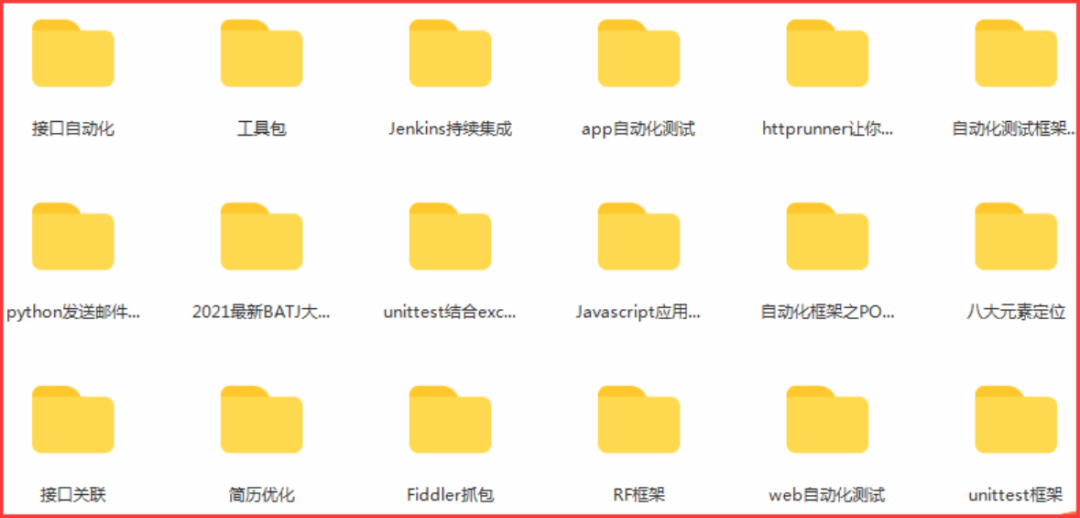 接口自动化
工具包
Jenkins持续集成
app自动化测试
httprunner让你...
自动化测试框架...
python发送邮件...
2021最新BATJ大...
unittest结合exc...
Javascript应用...
自动化框架之PO...
八大元素定位
接口关联
简历优化
Fiddler抓包
RF框架
web自动化测试
unittest框架